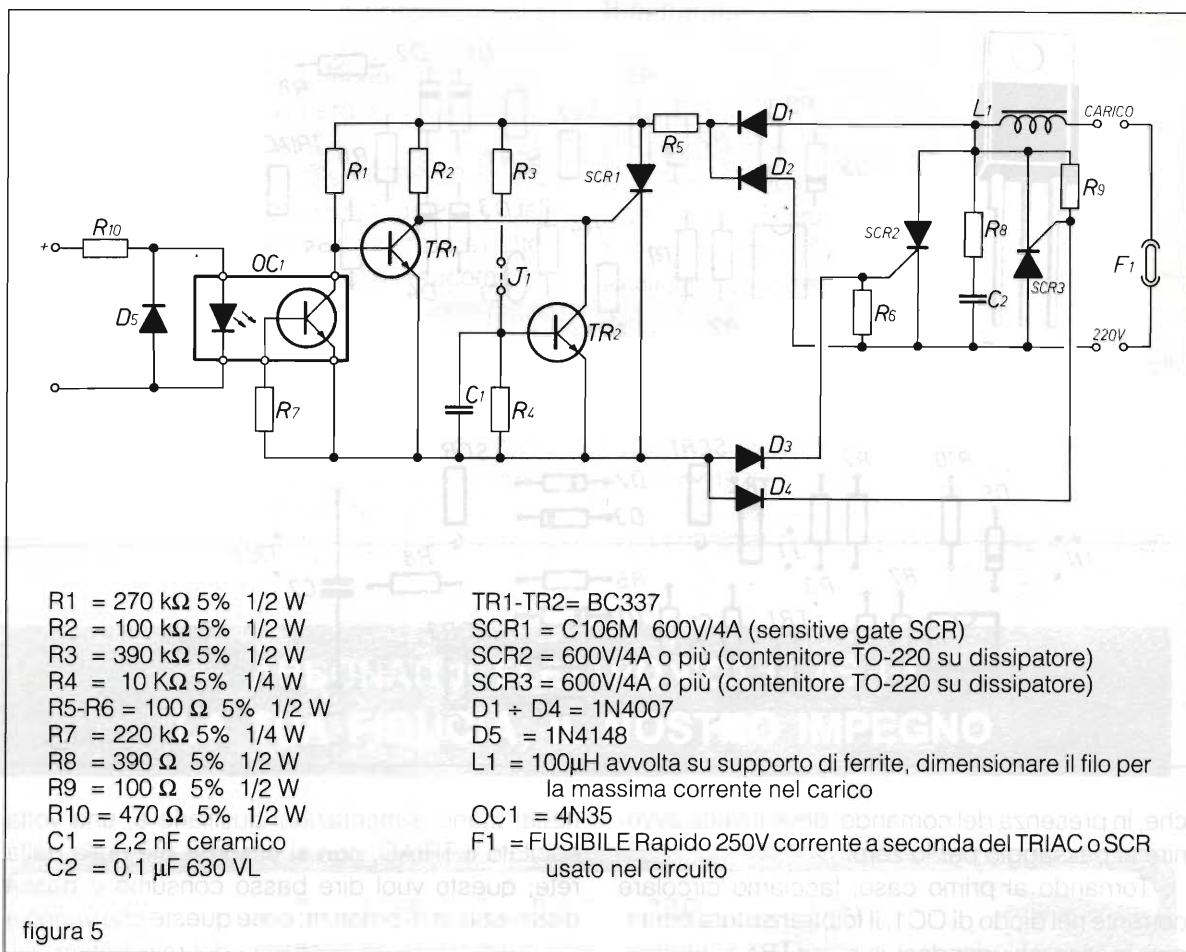 D1
L1
CARICO
R5
D2
R1
R2
R3
SCR1
R9
R10
TR1
SCR2
R8
OC1
J1
F1
D5
R6
C2
SCR3
TR2
220V
C1
R4
R7
D3
D4
+
R1 = 270 kΩ 5% 1/2 W
R2 = 100 kΩ 5% 1/2 W
R3 = 390 kΩ 5% 1/2 W
R4 = 10 KΩ 5% 1/4 W
R5-R6 = 100 Ω 5% 1/2 W
R7 = 220 kΩ 5% 1/4 W
R8 = 390 Ω 5% 1/2 W
R9 = 100 Ω 5% 1/2 W
R10 = 470 Ω 5% 1/2 W
C1 = 2,2 nF ceramico
C2 = 0,1 µF 630 VL
TR1-TR2= BC337
SCR1 = C106M 600V/4A (sensitive gate SCR)
SCR2 = 600V/4A o più (contenitore TO-220 su dissipatore)
SCR3 = 600V/4A o più (contenitore TO-220 su dissipatore)
D1 ÷ D4 = 1N4007
D5 = 1N4148
L1 = 100µH avvolta su supporto di ferrite, dimensionare il filo per
la massima corrente nel carico
OC1 = 4N35
F1 = FUSIBILE Rapido 250V corrente a seconda del TRIAC o SCR
usato nel circuito
figura 5